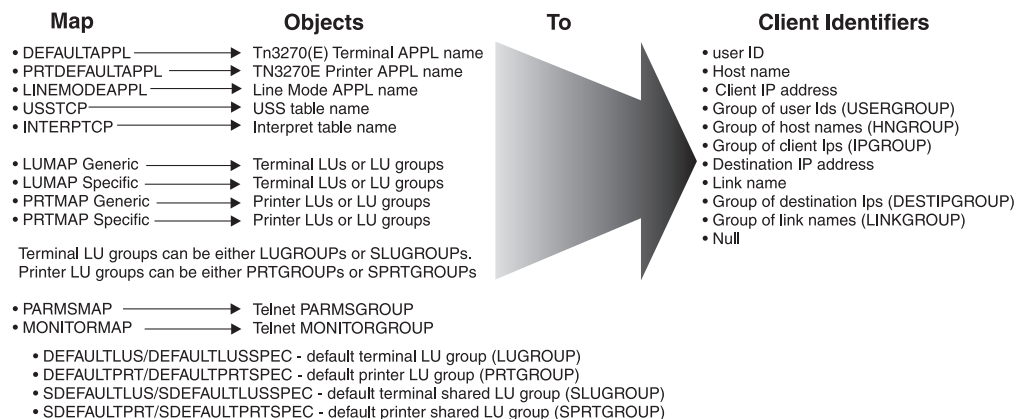 Map Objects To Client Identifiers
• DEFAULTAPPL Tn3270(E) Terminal APPL name
• PRTDEFAULTAPPL TN3270E Printer APPL name
• LINEMODEAPPL Line Mode APPL name
• USSTCP USS table name
• INTERPTCP Interpret table name
• LUMAP Generic Terminal LUs or LU groups
• LUMAP Specific Terminal LUs or LU groups
• PRTMAP Generic Printer LUs or LU groups
• PRTMAP Specific Printer LUs or LU groups
Terminal LU groups can be either LUGROUPs or SLUGROUPs.
Printer LU groups can be either PRTGROUPs or SPRTGROUPs
• PARMSMAP Telnet PARMSGROUP
• MONITORMAP Telnet MONITORGROUP
• DEFAULTLUS/DEFAULTLUSSPEC - default terminal LU group (LUGROUP)
• DEFAULTPRT/DEFAULTPRTSPEC - default printer LU group (PRTGROUP)
• SDEFAULTLUS/SDEFAULTLUSSPEC - default terminal shared LU group (SLUGROUP)
• SDEFAULTPRT/SDEFAULTPRTSPEC - default printer shared LU group (SPRTGROUP)
• user ID
• Host name
• Client IP address
• Group of user Ids (USERGROUP)
• Group of host names (HNGROUP)
• Group of client Ips (IPGROUP)
• Destination IP address
• Link name
• Group of destination Ips (DESTIPGROUP)
• Group of link names (LINKGROUP)
• Null